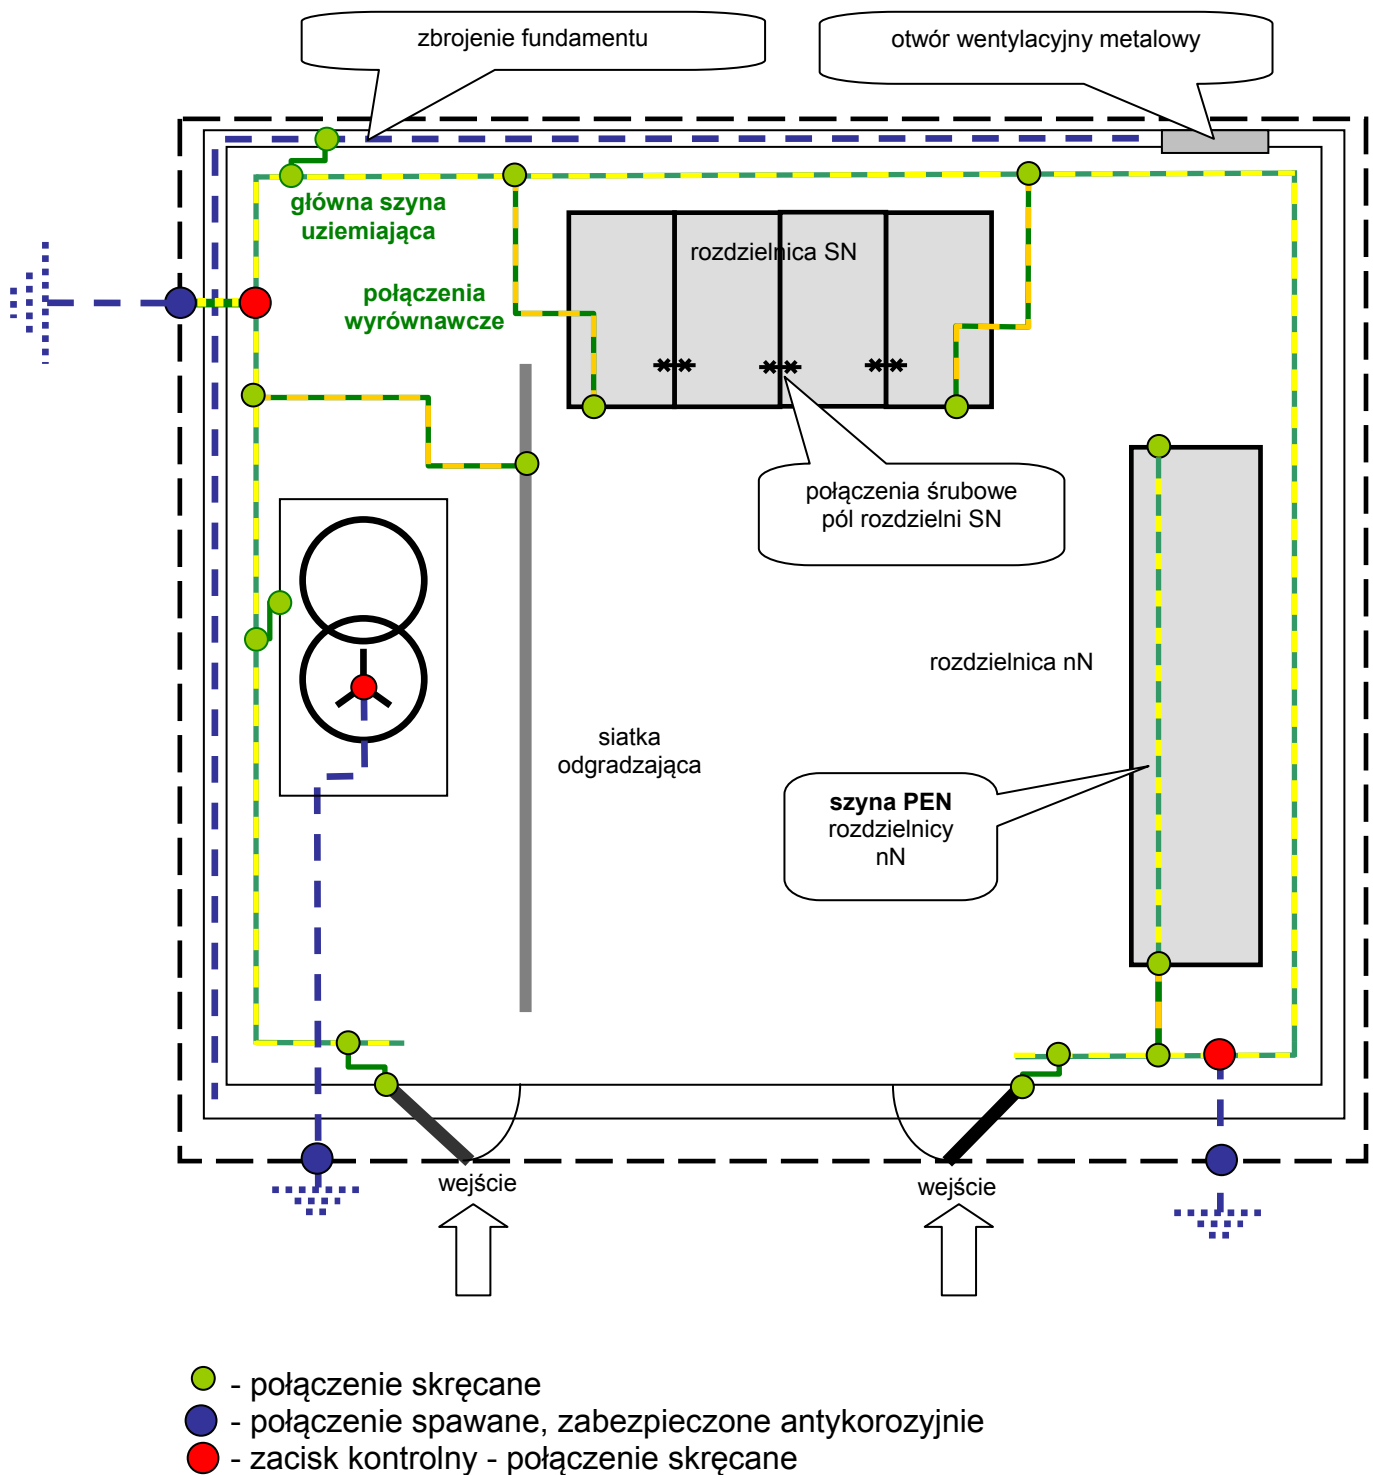 zbrojenie fundamentu
otwór wentylacyjny metalowy
główna szyna
uziemiająca
rozdzielnica SN
połączenia
wyrównawcze
połączenia śrubowe
pól rozdzielni SN
rozdzielnica nN
siatka
odgradzająca
szyna PEN
rozdzielnicy
nN
wejście
wejście
- połączenie skręcane
- połączenie spawane, zabezpieczone antykorozyjnie
- zacisk kontrolny - połączenie skręcane